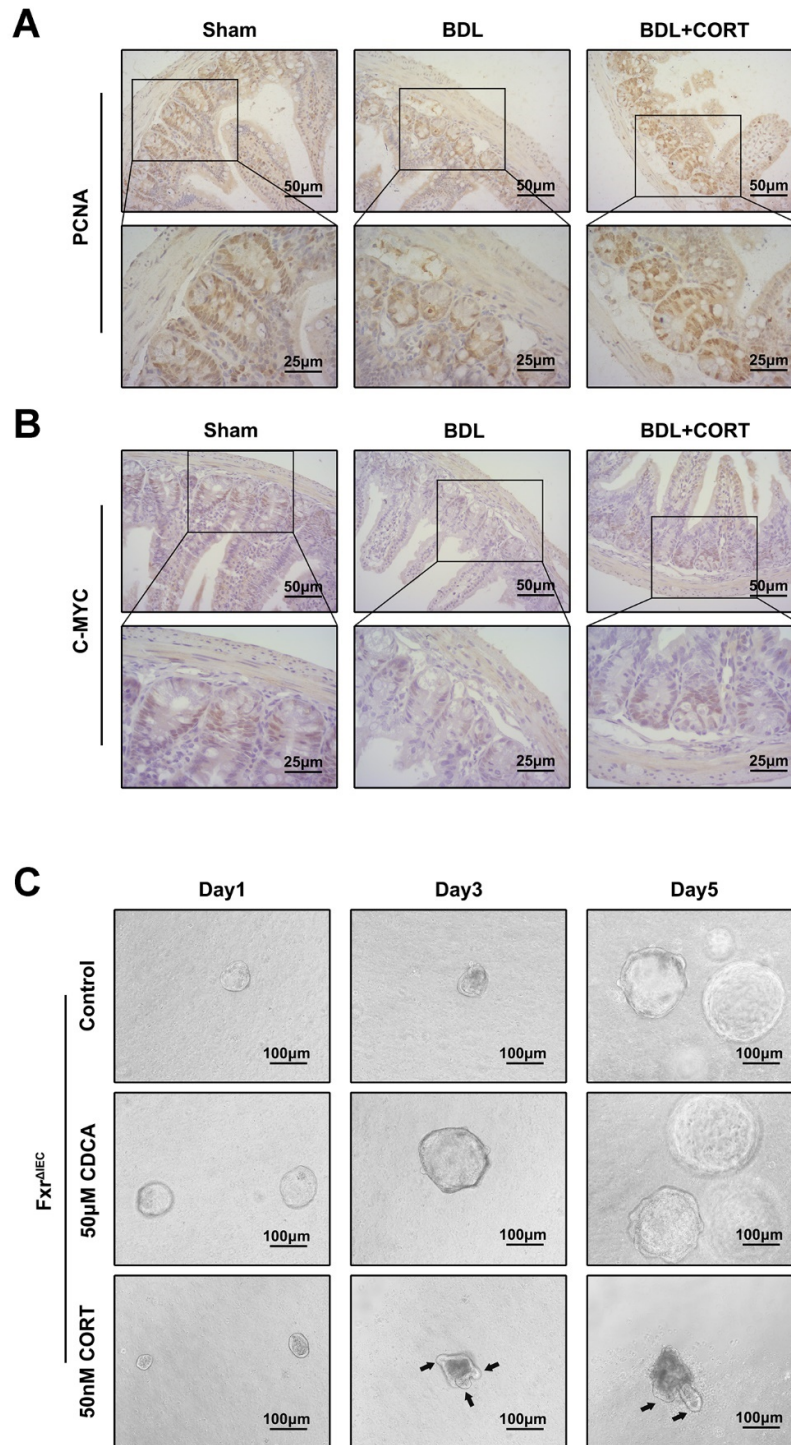 A
Sham BDL BDL+CORT
PCNA
50μm 50μm 50μm
25μm 25μm 25μm
B
Sham BDL BDL+CORT
C-MYC
50μm 50μm 50μm
25μm 25μm 25μm
C
Day1 Day3 Day5
Fxr^ΔIEC
Control
100μm 100μm 100μm
50μM CDCA
100μm 100μm 100μm
50nM CORT
100μm 100μm 100μm